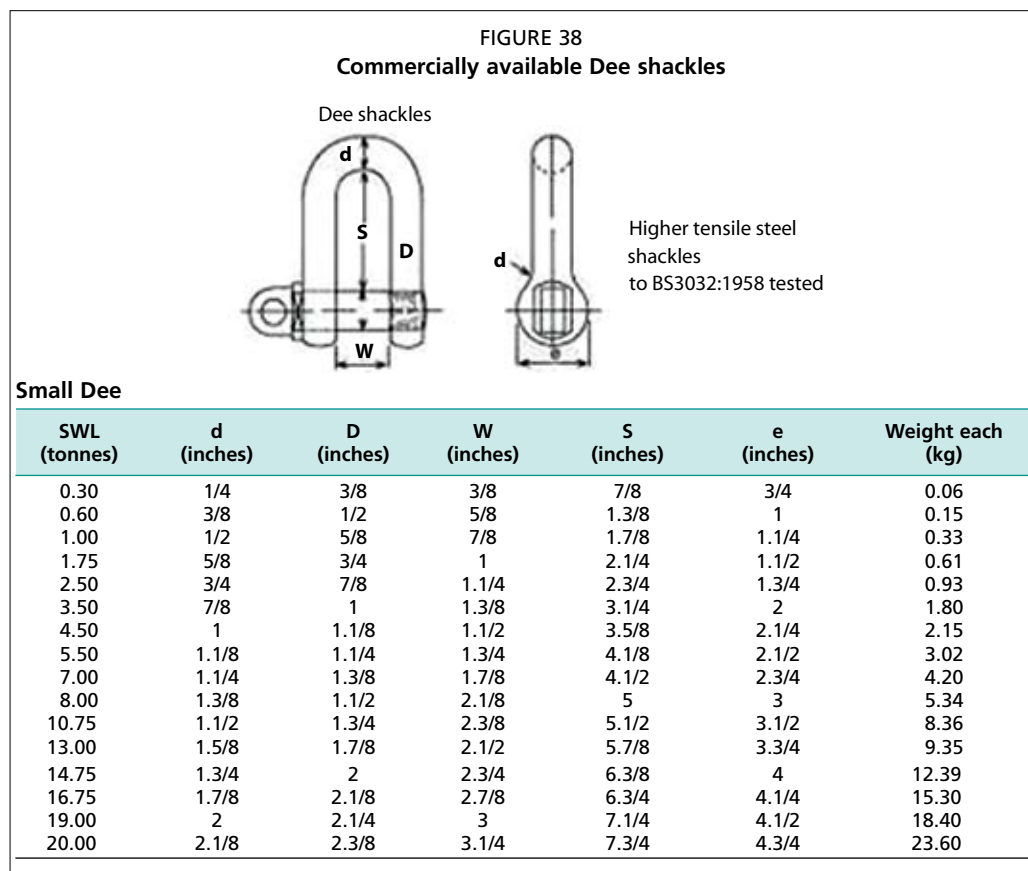 FIGURE 38
Commercially available Dee shackles
Dee shackles
d
S
D
W
d
e
Higher tensile steel
shackles
to BS3032:1958 tested
Small Dee
SWL d D W S e Weight each
(tonnes) (inches) (inches) (inches) (inches) (inches) (kg)
0.30 1/4 3/8 3/8 7/8 3/4 0.06
0.60 3/8 1/2 5/8 1.3/8 1 0.15
1.00 1/2 5/8 7/8 1.7/8 1.1/4 0.33
1.75 5/8 3/4 1 2.1/4 1.1/2 0.61
2.50 3/4 7/8 1.1/4 2.3/4 1.3/4 0.93
3.50 7/8 1 1.3/8 3.1/4 2 1.80
4.50 1 1.1/8 1.1/2 3.5/8 2.1/4 2.15
5.50 1.1/8 1.1/4 1.3/4 4.1/8 2.1/2 3.02
7.00 1.1/4 1.3/8 1.7/8 4.1/2 2.3/4 4.20
8.00 1.3/8 1.1/2 2.1/8 5 3 5.34
10.75 1.1/2 1.3/4 2.3/8 5.1/2 3.1/2 8.36
13.00 1.5/8 1.7/8 2.1/2 5.7/8 3.3/4 9.35
14.75 1.3/4 2 2.3/4 6.3/8 4 12.39
16.75 1.7/8 2.1/8 2.7/8 6.3/4 4.1/4 15.30
19.00 2 2.1/4 3 7.1/4 4.1/2 18.40
20.00 2.1/8 2.3/8 3.1/4 7.3/4 4.3/4 23.60